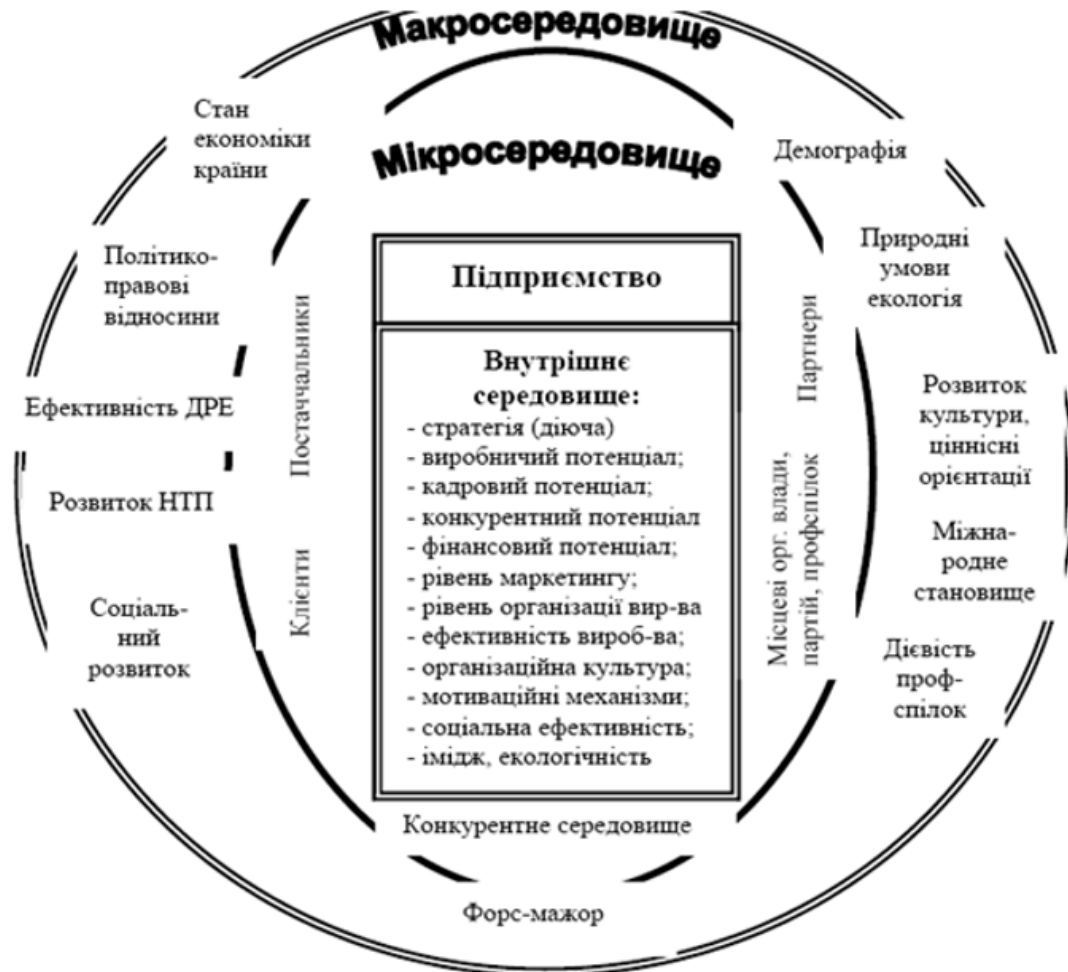 Макросередовище
Стан
економіки
країни
Мікросередовище
Демографія
Політико-
правові
відносини
Природні
умови
екологія
Підприємство
Ефективність ДРЕ
Розвиток НТП
Соціаль-
ний
розвиток
Постаччальники
Клієнти
Внутрішнє
середовище:
- стратегія (діюча)
- виробничий потенціал;
- кадровий потенціал;
- конкурентний потенціал
- фінансовий потенціал;
- рівень маркетингу;
- рівень організації вир-ва
- ефективність вироб-ва;
- організаційна культура;
- мотиваційні механізми;
- соціальна ефективність;
- імідж, екологічність
Партнери
Місцеві орг. влади,
партій, профспілок
Розвиток
культури,
ціннісні
орієнтації
Міжна-
родне
становище
Дієвість
проф-
спілок
Конкурентне середовище
Форс-мажор